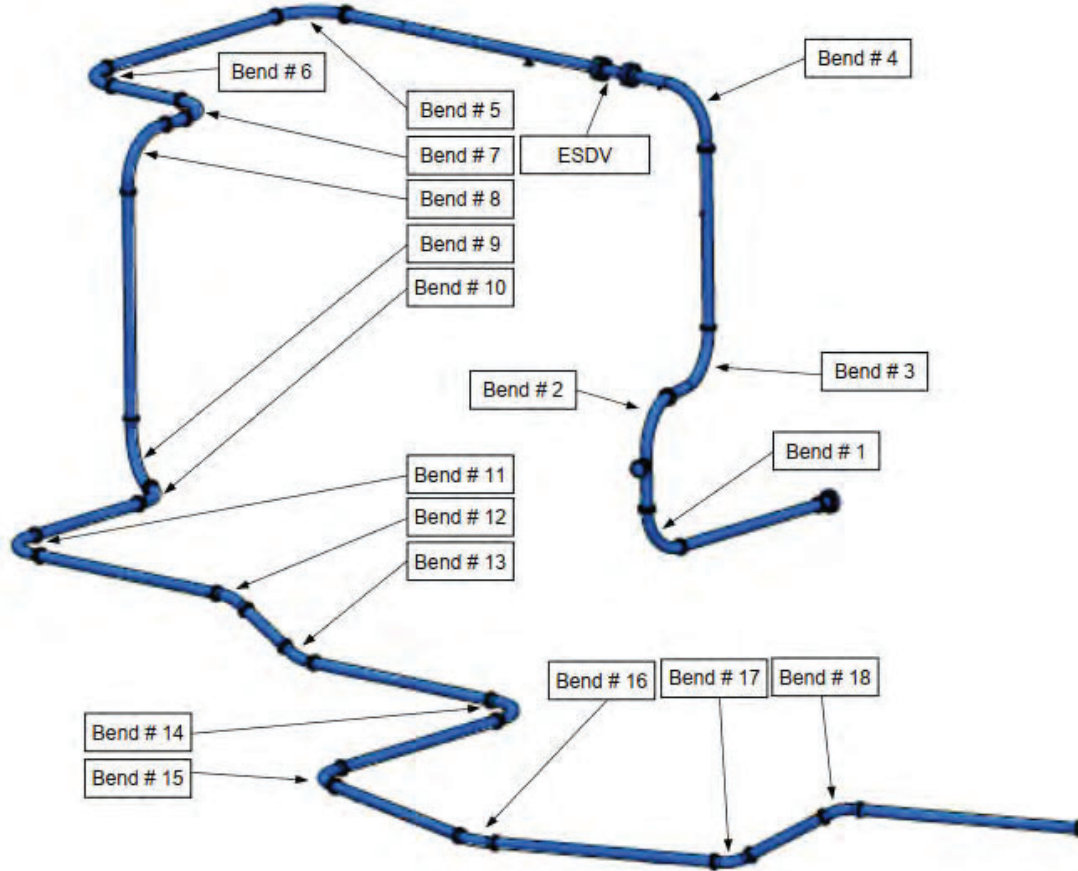 Bend # 4
Bend # 6
Bend # 5
Bend # 7
ESDV
Bend # 8
Bend # 9
Bend # 10
Bend # 3
Bend # 2
Bend # 1
Bend # 11
Bend # 12
Bend # 13
Bend # 16
Bend # 17
Bend # 18
Bend # 14
Bend # 15